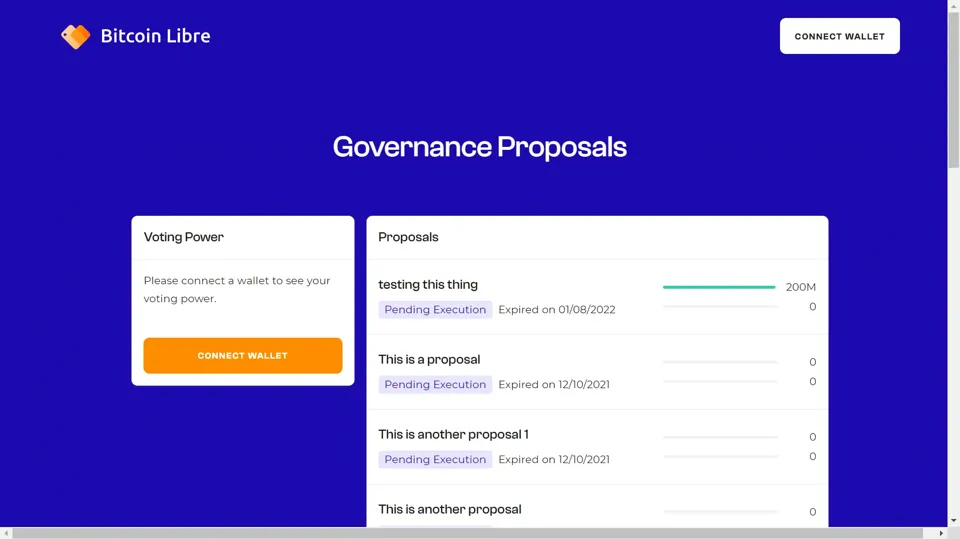 Bitcoin Libre
CONNECT WALLET
Governance Proposals
Voting Power
Please connect a wallet to see your
voting power.
CONNECT WALLET
Proposals
testing this thing
200M
Pending Execution Expired on 01/08/2022
0
This is a proposal
0
Pending Execution Expired on 12/10/2021
0
This is another proposal 1
0
Pending Execution Expired on 12/10/2021
0
This is another proposal
0